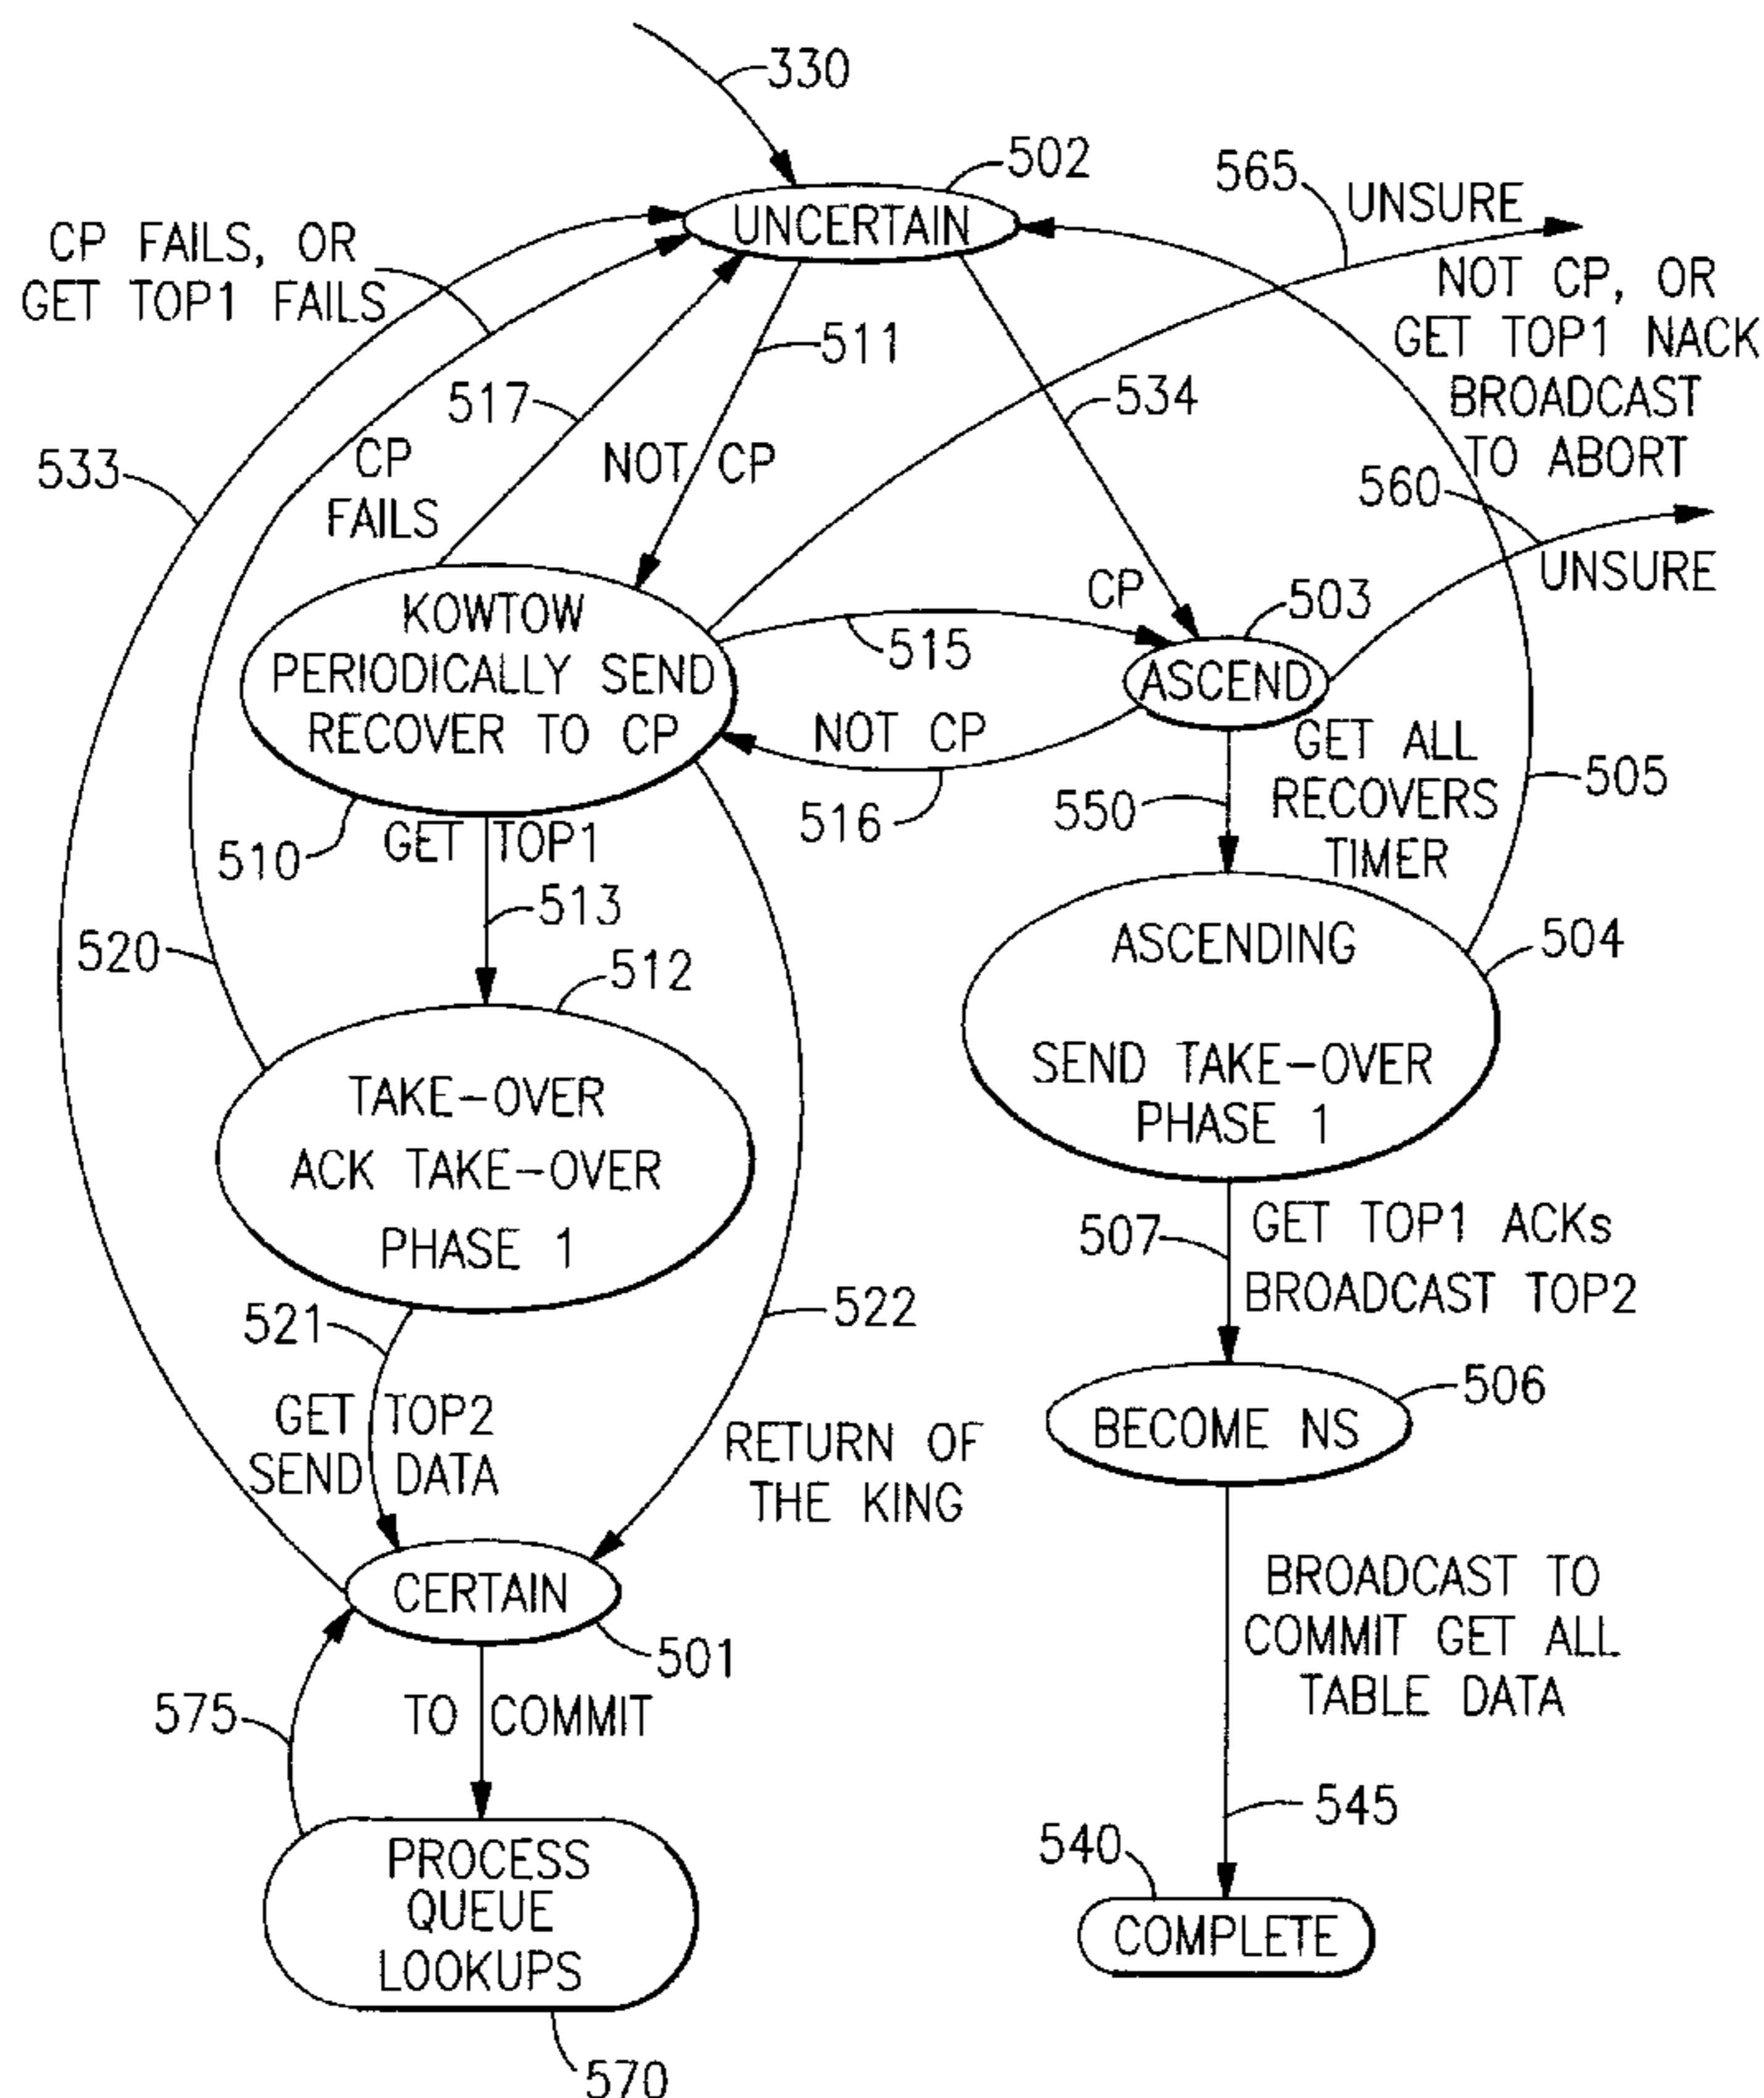 330
502
UNCERTAIN
565
UNSURE
CP FAILS, OR
GET TOP1 FAILS
NOT CP, OR
GET TOP1 NACK
BROADCAST
TO ABORT
511
517
534
533
CP
FAILS
NOT CP
560
UNSURE
CP
503
KOWTOW
PERIODICALLY SEND
RECOVER TO CP
515
ASCEND
NOT CP
GET ALL
RECOVERS
TIMER
505
516
550
510
GET TOP1
513
520
512
ASCENDING
SEND TAKE-OVER
PHASE 1
504
TAKE-OVER
ACK TAKE-OVER
PHASE 1
507
GET TOP1 ACKs
BROADCAST TOP2
521
522
GET TOP2
SEND DATA
RETURN OF
THE KING
506
BECOME NS
CERTAIN
501
BROADCAST TO
COMMIT GET ALL
TABLE DATA
575
TO COMMIT
545
540
PROCESS
QUEUE
LOOKUPS
COMPLETE
570